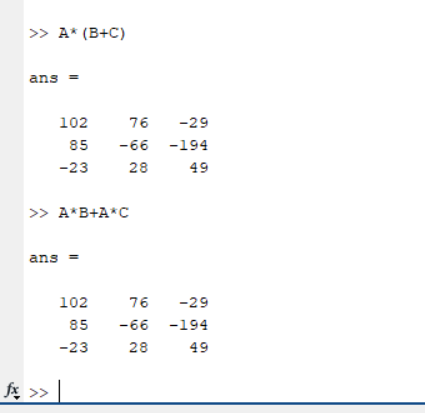 >> A*(B+C)
ans =
102 76 -29
85 -66 -194
-23 28 49
>> A*B+A*C
ans =
102 76 -29
85 -66 -194
-23 28 49
fx >>